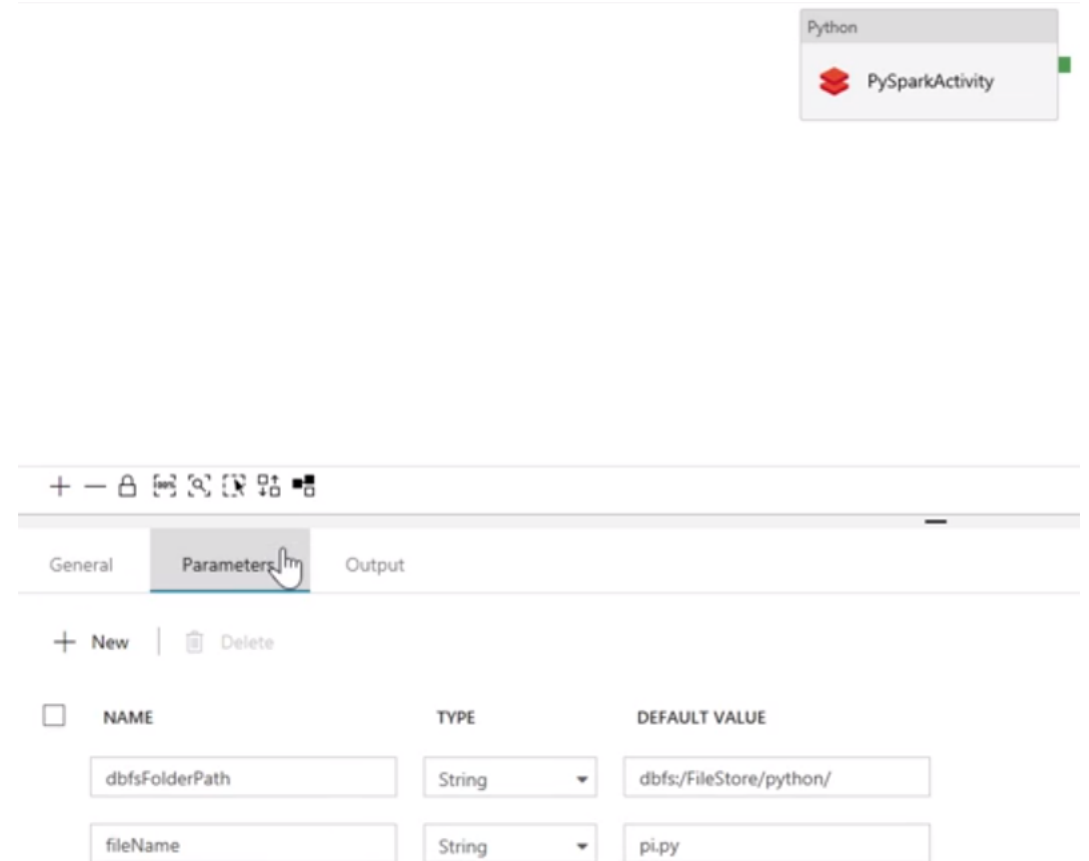 Python
PySparkActivity
General Parameters Output
New Delete
NAME TYPE DEFAULT VALUE
dbfsFolderPath String dbfs:/FileStore/python/
fileName String pi.py